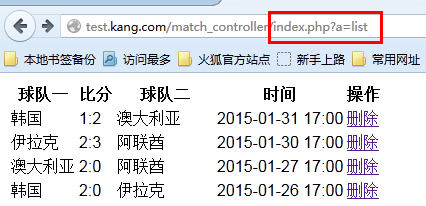 test.kang.com/match_controller/index.php?a=list
本地书签备份 访问最多 火狐官方站点 新手上路 常用网址
球队一 比分 球队二 时间 操作
韩国 1:2 澳大利亚 2015-01-31 17:00 删除
伊拉克 2:3 阿联酋 2015-01-30 17:00 删除
澳大利亚 2:0 阿联酋 2015-01-27 17:00 删除
韩国 2:0 伊拉克 2015-01-26 17:00 删除